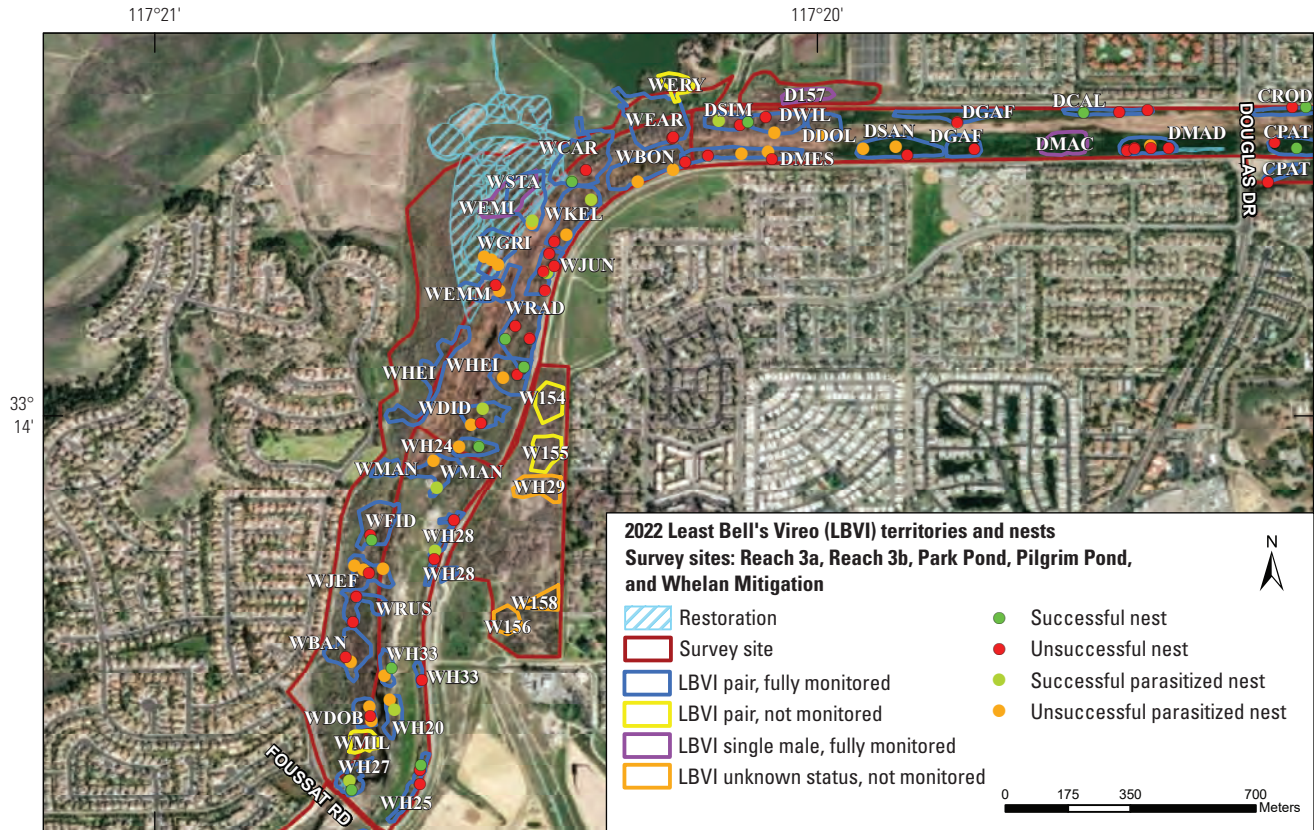 117°21'
117°20'
33°
14'
WERY
D157
DSIM
DWIL
DGAF
DCAL
CROD
WEAR
DDOL
DSAN
DGAF
DMAC
DMAD
CPAT
WCAR
WBON
DMES
CPAT
WSTA
DOUGLAS DR
WEMI
WKEL
WGRI
WJUN
WEMM
WRAD
WHEI
WHEI
W154
WDID
WH24
W155
WMAN
WMAN
WH29
WFID
WH28
WH28
WJEF
W158
WRUS
W156
WBAN
WH33
WH33
WDOB
WH20
WMIL
WH27
WH25
FOUSSAT RD
2022 Least Bell's Vireo (LBVI) territories and nests
Survey sites: Reach 3a, Reach 3b, Park Pond, Pilgrim Pond,
and Whelan Mitigation
N
Restoration
Survey site
LBVI pair, fully monitored
LBVI pair, not monitored
LBVI single male, fully monitored
LBVI unknown status, not monitored
Successful nest
Unsuccessful nest
Successful parasitized nest
Unsuccessful parasitized nest
0 175 350 700
Meters